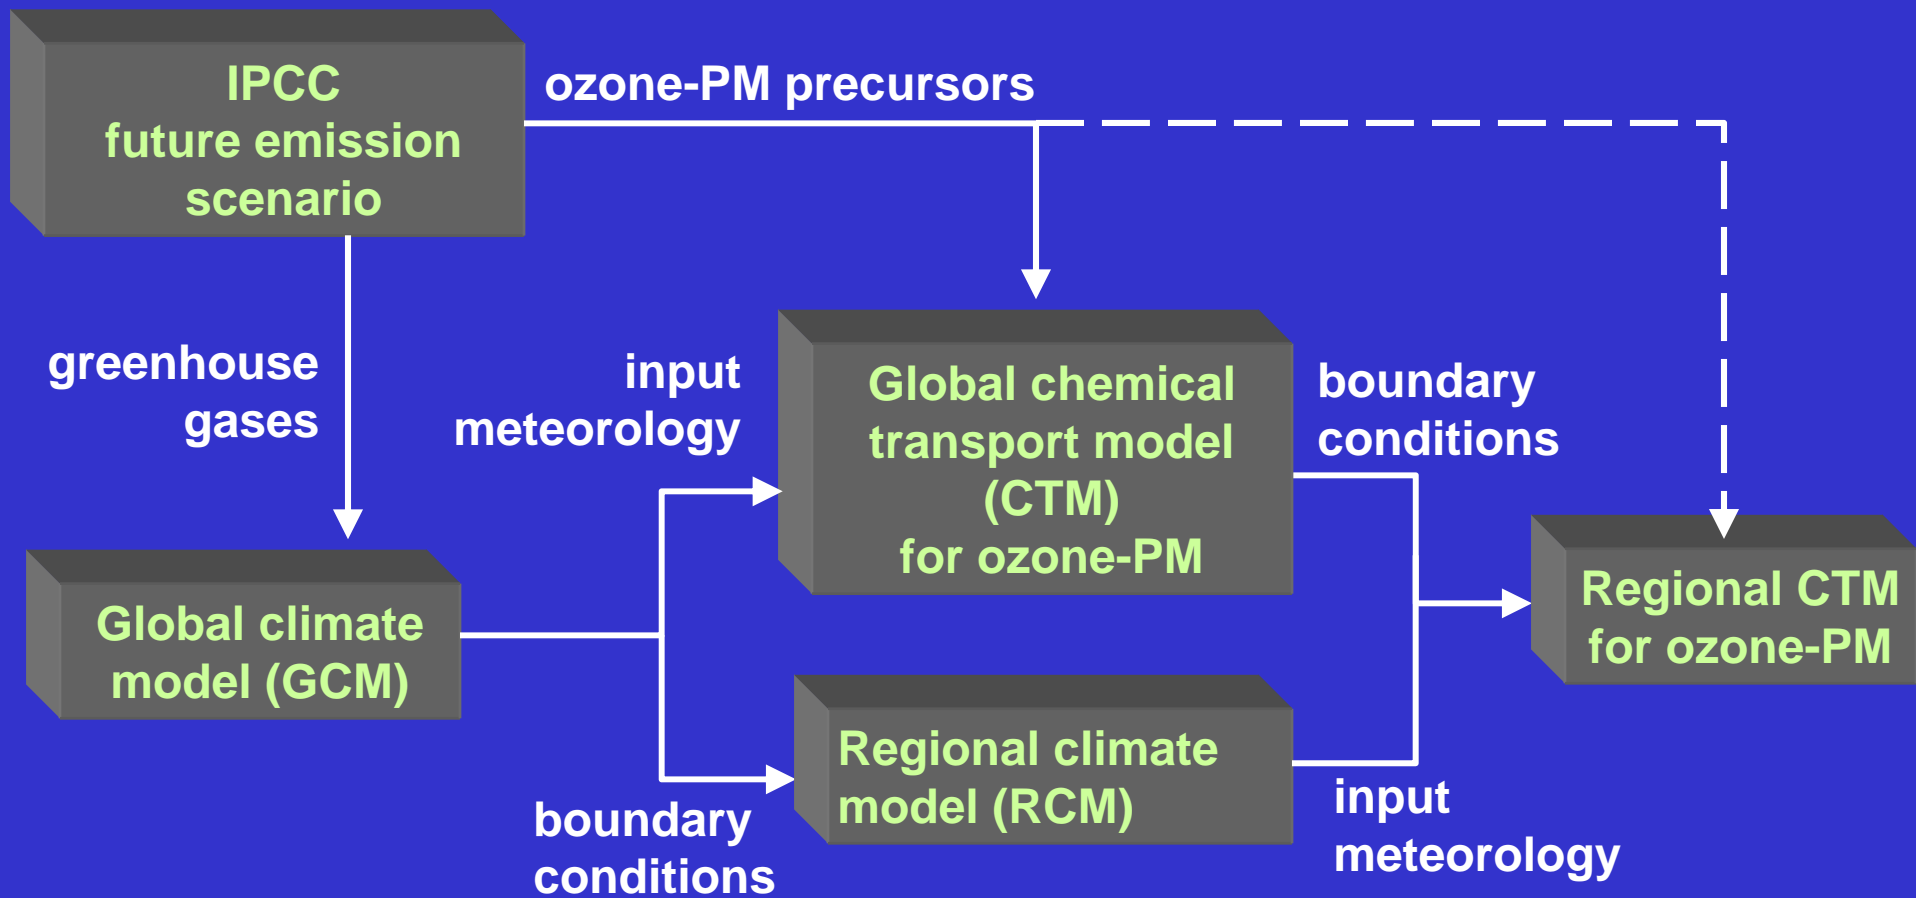 IPCC
future emission
scenario
ozone-PM precursors
greenhouse
gases
input
meteorology
Global chemical
transport model
(CTM)
for ozone-PM
boundary
conditions
Global climate
model (GCM)
Regional CTM
for ozone-PM
Regional climate
model (RCM)
boundary
conditions
input
meteorology